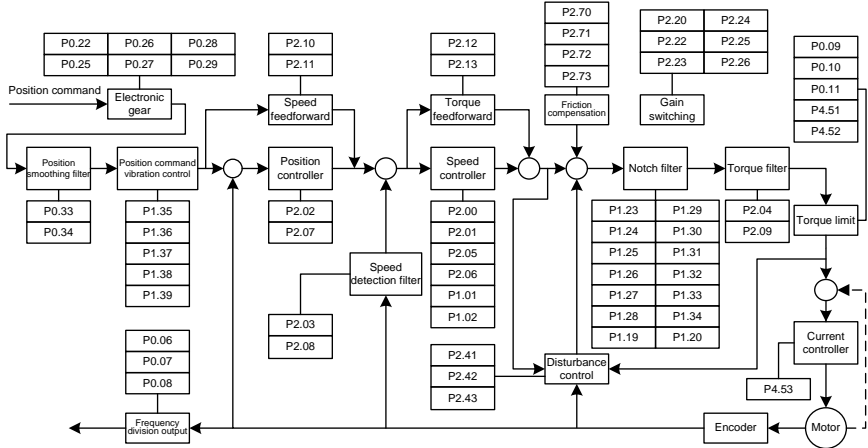 P0.22 P0.26 P0.28
P0.25 P0.27 P0.29
Position command
Electronic
gear
P2.10
P2.11
Speed
feedforward
P2.12
P2.13
Torque
feedforward
P2.70
P2.71
P2.72
P2.73
Friction
compensation
P2.20 P2.24
P2.22 P2.25
P2.23 P2.26
Gain
switching
P0.09
P0.10
P0.11
P4.51
P4.52
Position
smoothing filter
P0.33
P0.34
Position command
vibration control
P1.35
P1.36
P1.37
P1.38
P1.39
Position
controller
P2.02
P2.07
Speed
controller
P2.00
P2.01
P2.05
P2.06
P1.01
P1.02
Notch filter
P1.23 P1.29
P1.24 P1.30
P1.25 P1.31
P1.26 P1.32
P1.27 P1.33
P1.28 P1.34
P1.19 P1.20
Torque filter
P2.04
P2.09
Torque limit
Speed
detection filter
P2.03
P2.08
P2.41
P2.42
P2.43
Disturbance
control
Current
controller
P4.53
P0.06
P0.07
P0.08
Frequency
division output
Encoder
Motor